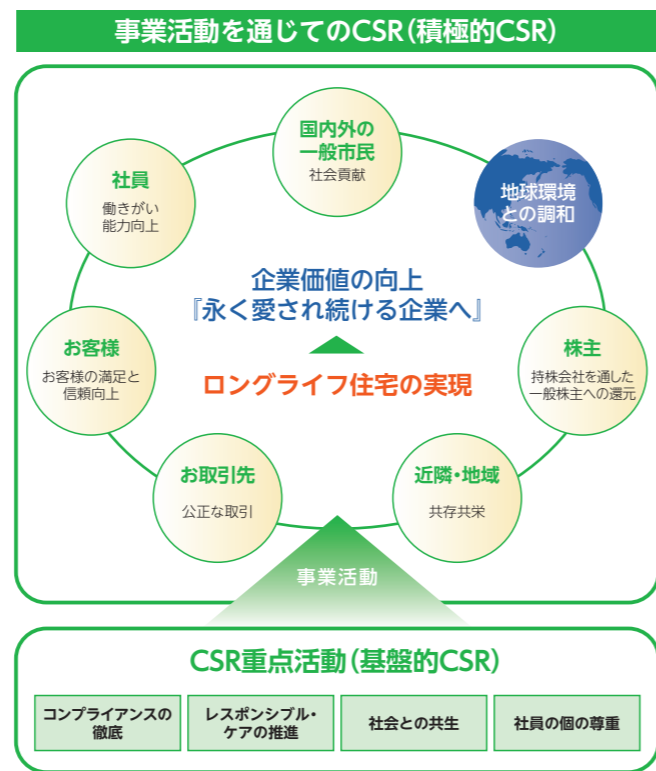 事業活動を通じてのCSR(積極的CSR)
国内外の
一般市民
社会貢献
社員
働きがい
能力向上
地球環境
との調和
企業価値の向上
『永く愛され続ける企業へ』
お客様
お客様の満足と
信頼向上
ロングライフ住宅の実現
株主
持株会社を通した
一般株主への還元
お取引先
公正な取引
近隣・地域
共存共栄
事業活動
CSR重点活動(基盤的CSR)
コンプライアンスの
徹底
レスポンシブル・
ケアの推進
社会との共生
社員の個の尊重